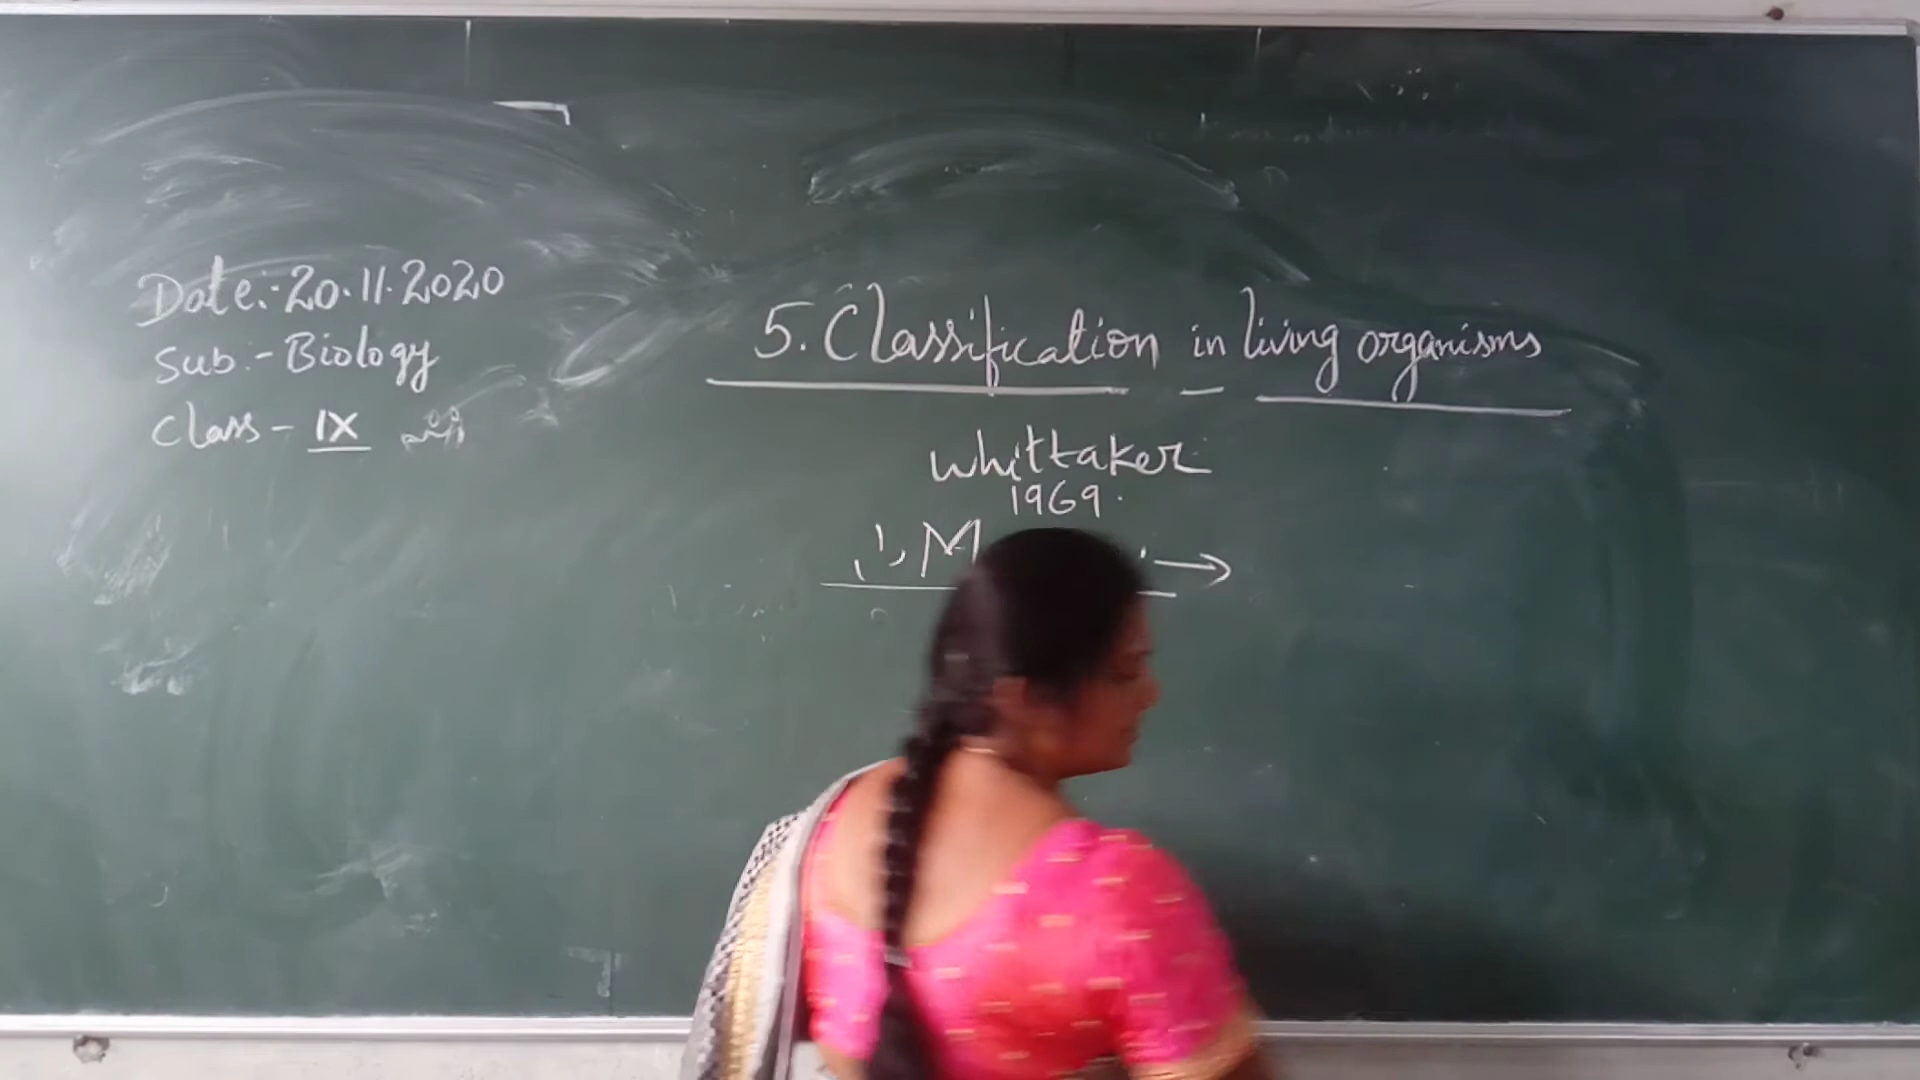 Date:- 20.11.2020
Sub:- Biology
Class - IX
5. Classification in living organisms
Whittaker
1969.